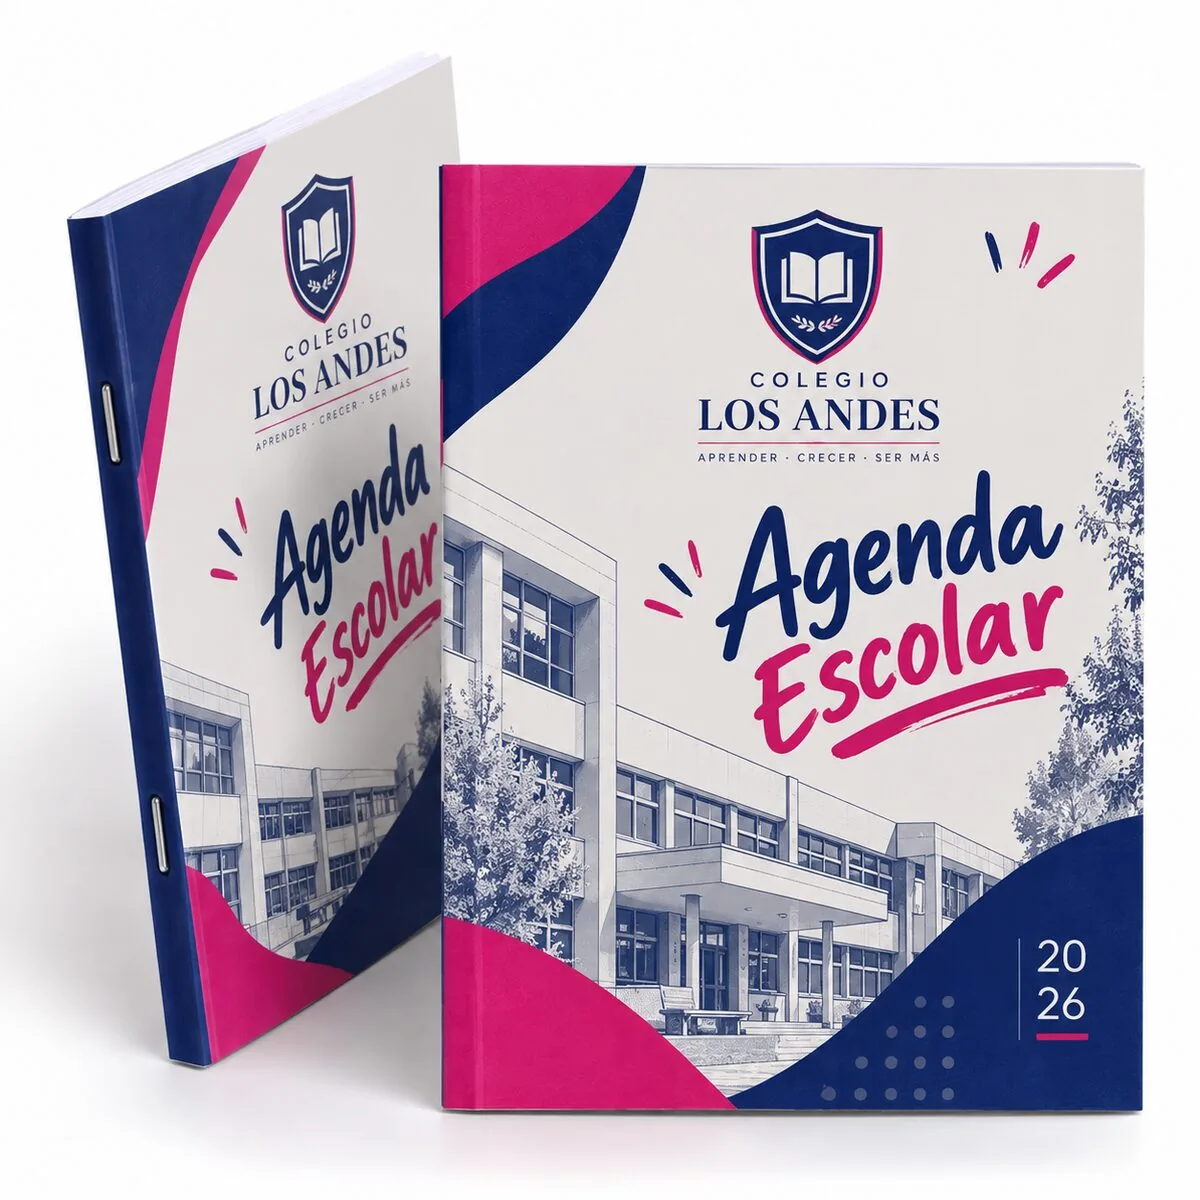 COLEGIO
LOS ANDES
APRENDER · CRECER · SER MÁS
Agenda
Escolar
COLEGIO
LOS ANDES
APRENDER · CRECER · SER MÁS
Agenda
Escolar
20
26